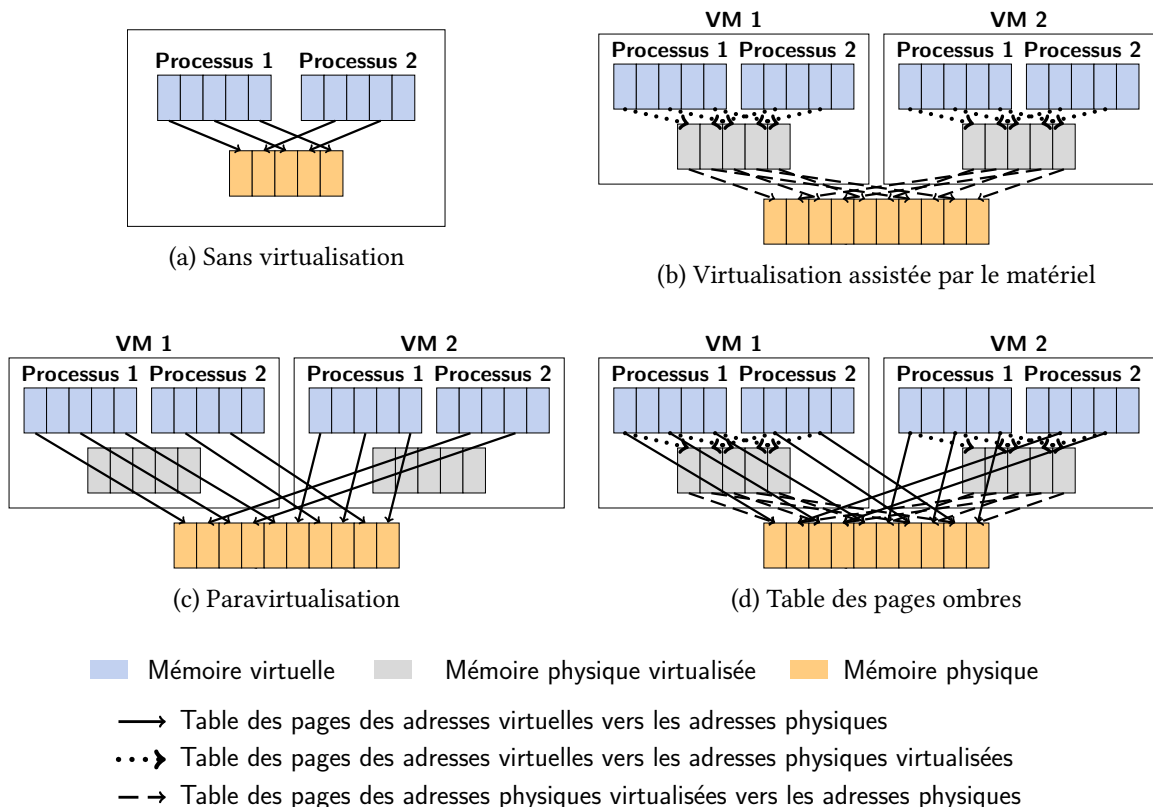 VM 1
VM 2
Processus 1
Processus 2
Processus 1
Processus 2
Processus 1
Processus 2
(a) Sans virtualisation
(b) Virtualisation assistée par le matériel
VM 1
VM 2
Processus 1
Processus 2
Processus 1
Processus 2
(c) Paravirtualisation
VM 1
VM 2
Processus 1
Processus 2
Processus 1
Processus 2
(d) Table des pages ombres
Mémoire virtuelle
Mémoire physique virtualisée
Mémoire physique
Table des pages des adresses virtuelles vers les adresses physiques
Table des pages des adresses virtuelles vers les adresses physiques virtualisées
Table des pages des adresses physiques virtualisées vers les adresses physiques